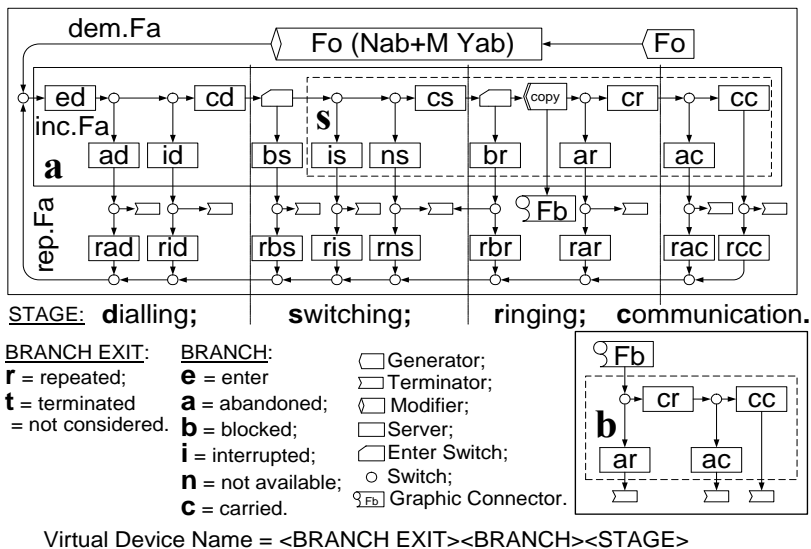 dem.Fa
Fo (Nab+M Yab)
Fo
ed
cd
s
cs
copy
cr
cc
inc.Fa
a
ad
id
bs
is
ns
br
ar
ac
Fb
rep.Fa
rad
rid
rbs
ris
rns
rbr
rar
rac
rcc
STAGE: dialling; switching; ringing; communication.
BRANCH EXIT:
r = repeated;
t = terminated
= not considered.
BRANCH:
e = enter
a = abandoned;
b = blocked;
i = interrupted;
n = not available;
c = carried.
Generator;
Terminator;
Modifier;
Server;
Enter Switch;
Switch;
Fb Graphic Connector.
Fb
b
cr
cc
ar
ac
Virtual Device Name = <BRANCH EXIT><BRANCH><STAGE>